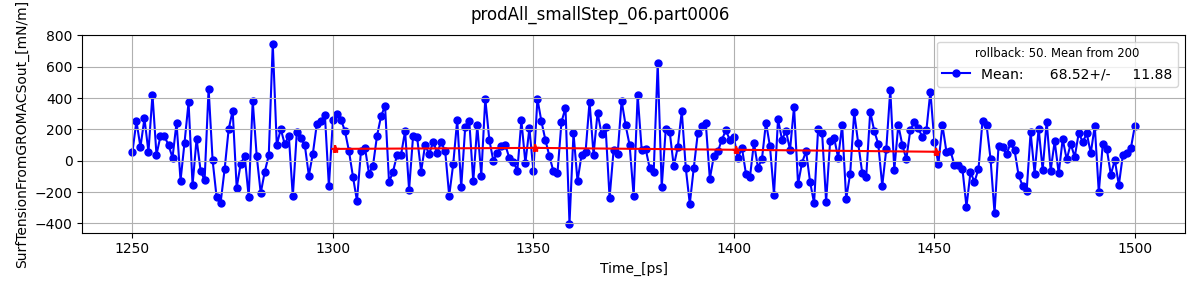 prodAll_smallStep_06.part0006
SurfTensionFromGROMACSout_[mN/m]
800
600
400
200
0
−200
−400
rollback: 50. Mean from 200
Mean: 68.52+/- 11.88
1250
1300
1350
1400
1450
1500
Time_[ps]